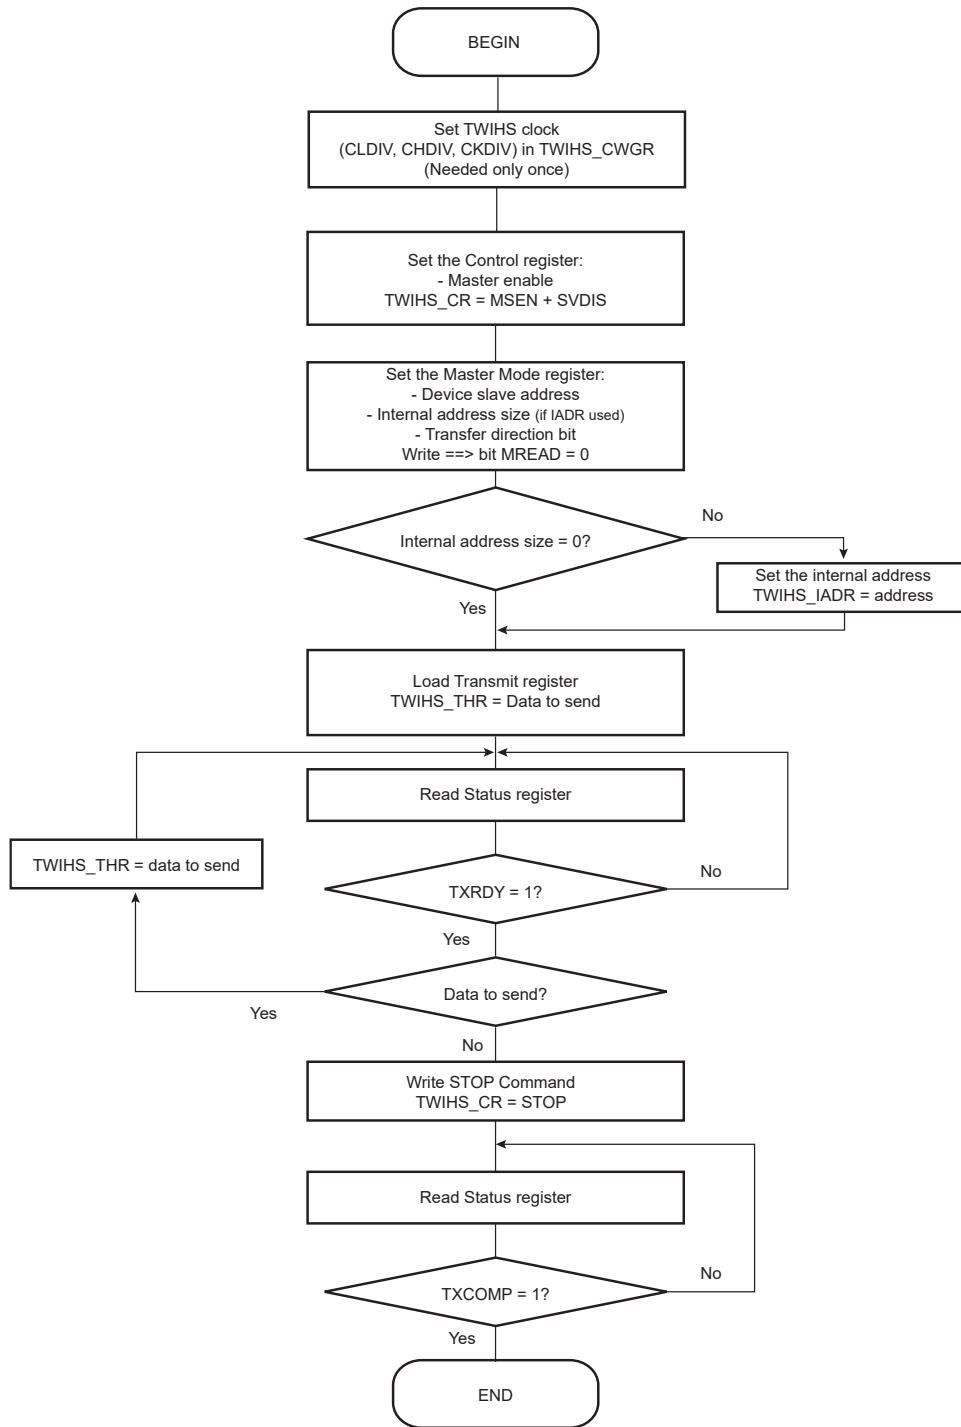 BEGIN
Set TWIHS clock
(CLDIV, CHDIV, CKDIV) in TWIHS_CWGR
(Needed only once)
Set the Control register:
- Master enable
TWIHS_CR = MSEN + SVDIS
Set the Master Mode register:
- Device slave address
- Internal address size (if IADR used)
- Transfer direction bit
Write ==> bit MREAD = 0
No
Internal address size = 0?
Set the internal address
TWIHS_IADR = address
Yes
Load Transmit register
TWIHS_THR = Data to send
Read Status register
TWIHS_THR = data to send
No
TXRDY = 1?
Yes
Data to send?
Yes
No
Write STOP Command
TWIHS_CR = STOP
Read Status register
No
TXCOMP = 1?
Yes
END